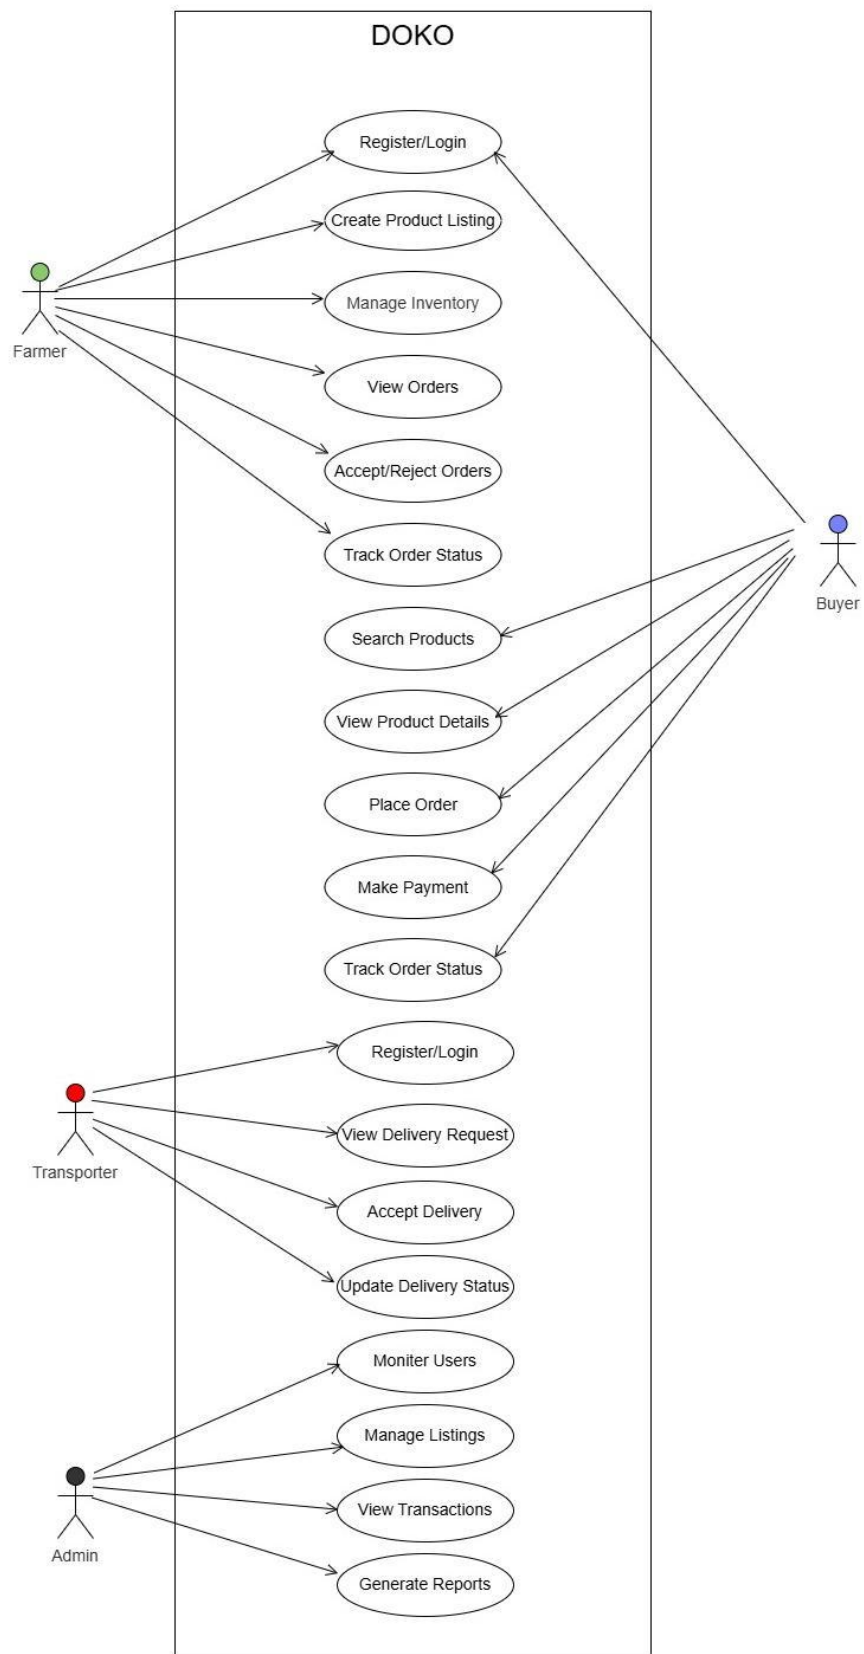 DOKO
Register/Login
Create Product Listing
Manage Inventory
Farmer
View Orders
Accept/Reject Orders
Track Order Status
Buyer
Search Products
View Product Details
Place Order
Make Payment
Track Order Status
Register/Login
View Delivery Request
Transporter
Accept Delivery
Update Delivery Status
Moniter Users
Manage Listings
View Transactions
Admin
Generate Reports